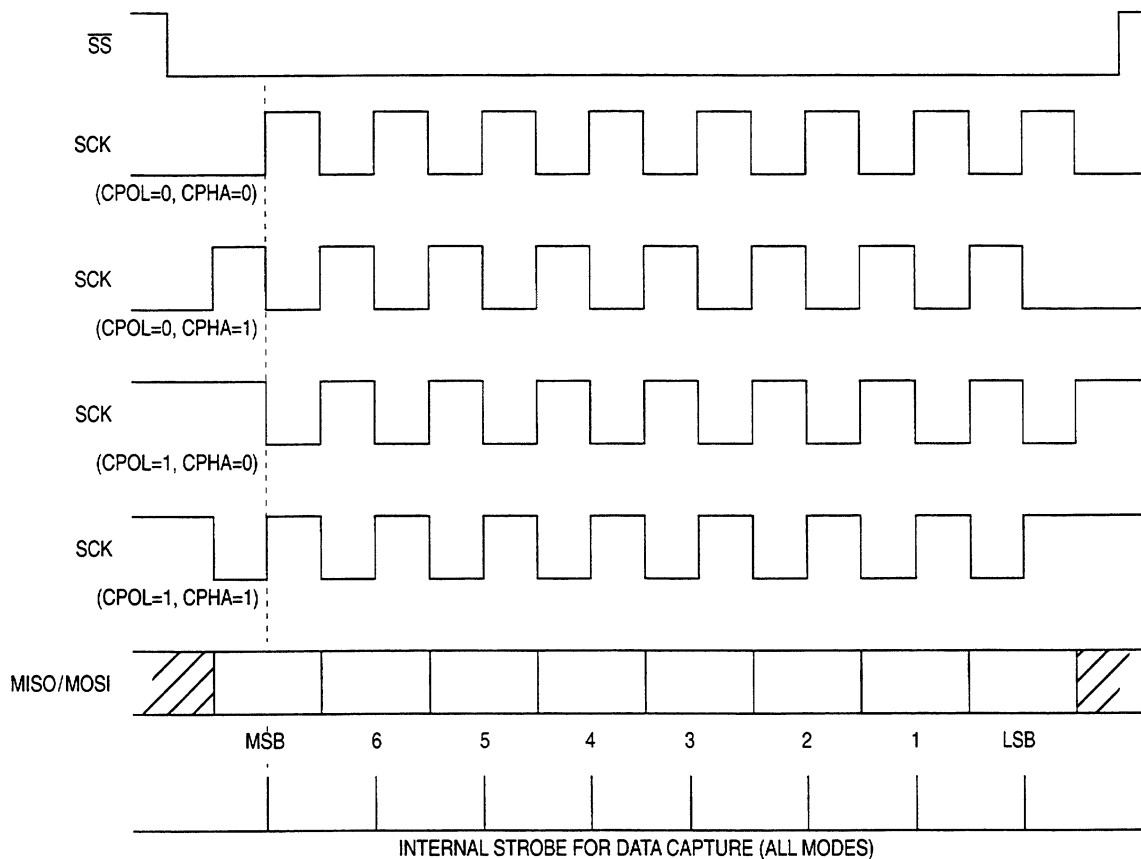 S̅S̅
SCK
(CPOL=0, CPHA=0)
SCK
(CPOL=0, CPHA=1)
SCK
(CPOL=1, CPHA=0)
SCK
(CPOL=1, CPHA=1)
MISO/MOSI
MSB 6 5 4 3 2 1 LSB
INTERNAL STROBE FOR DATA CAPTURE (ALL MODES)